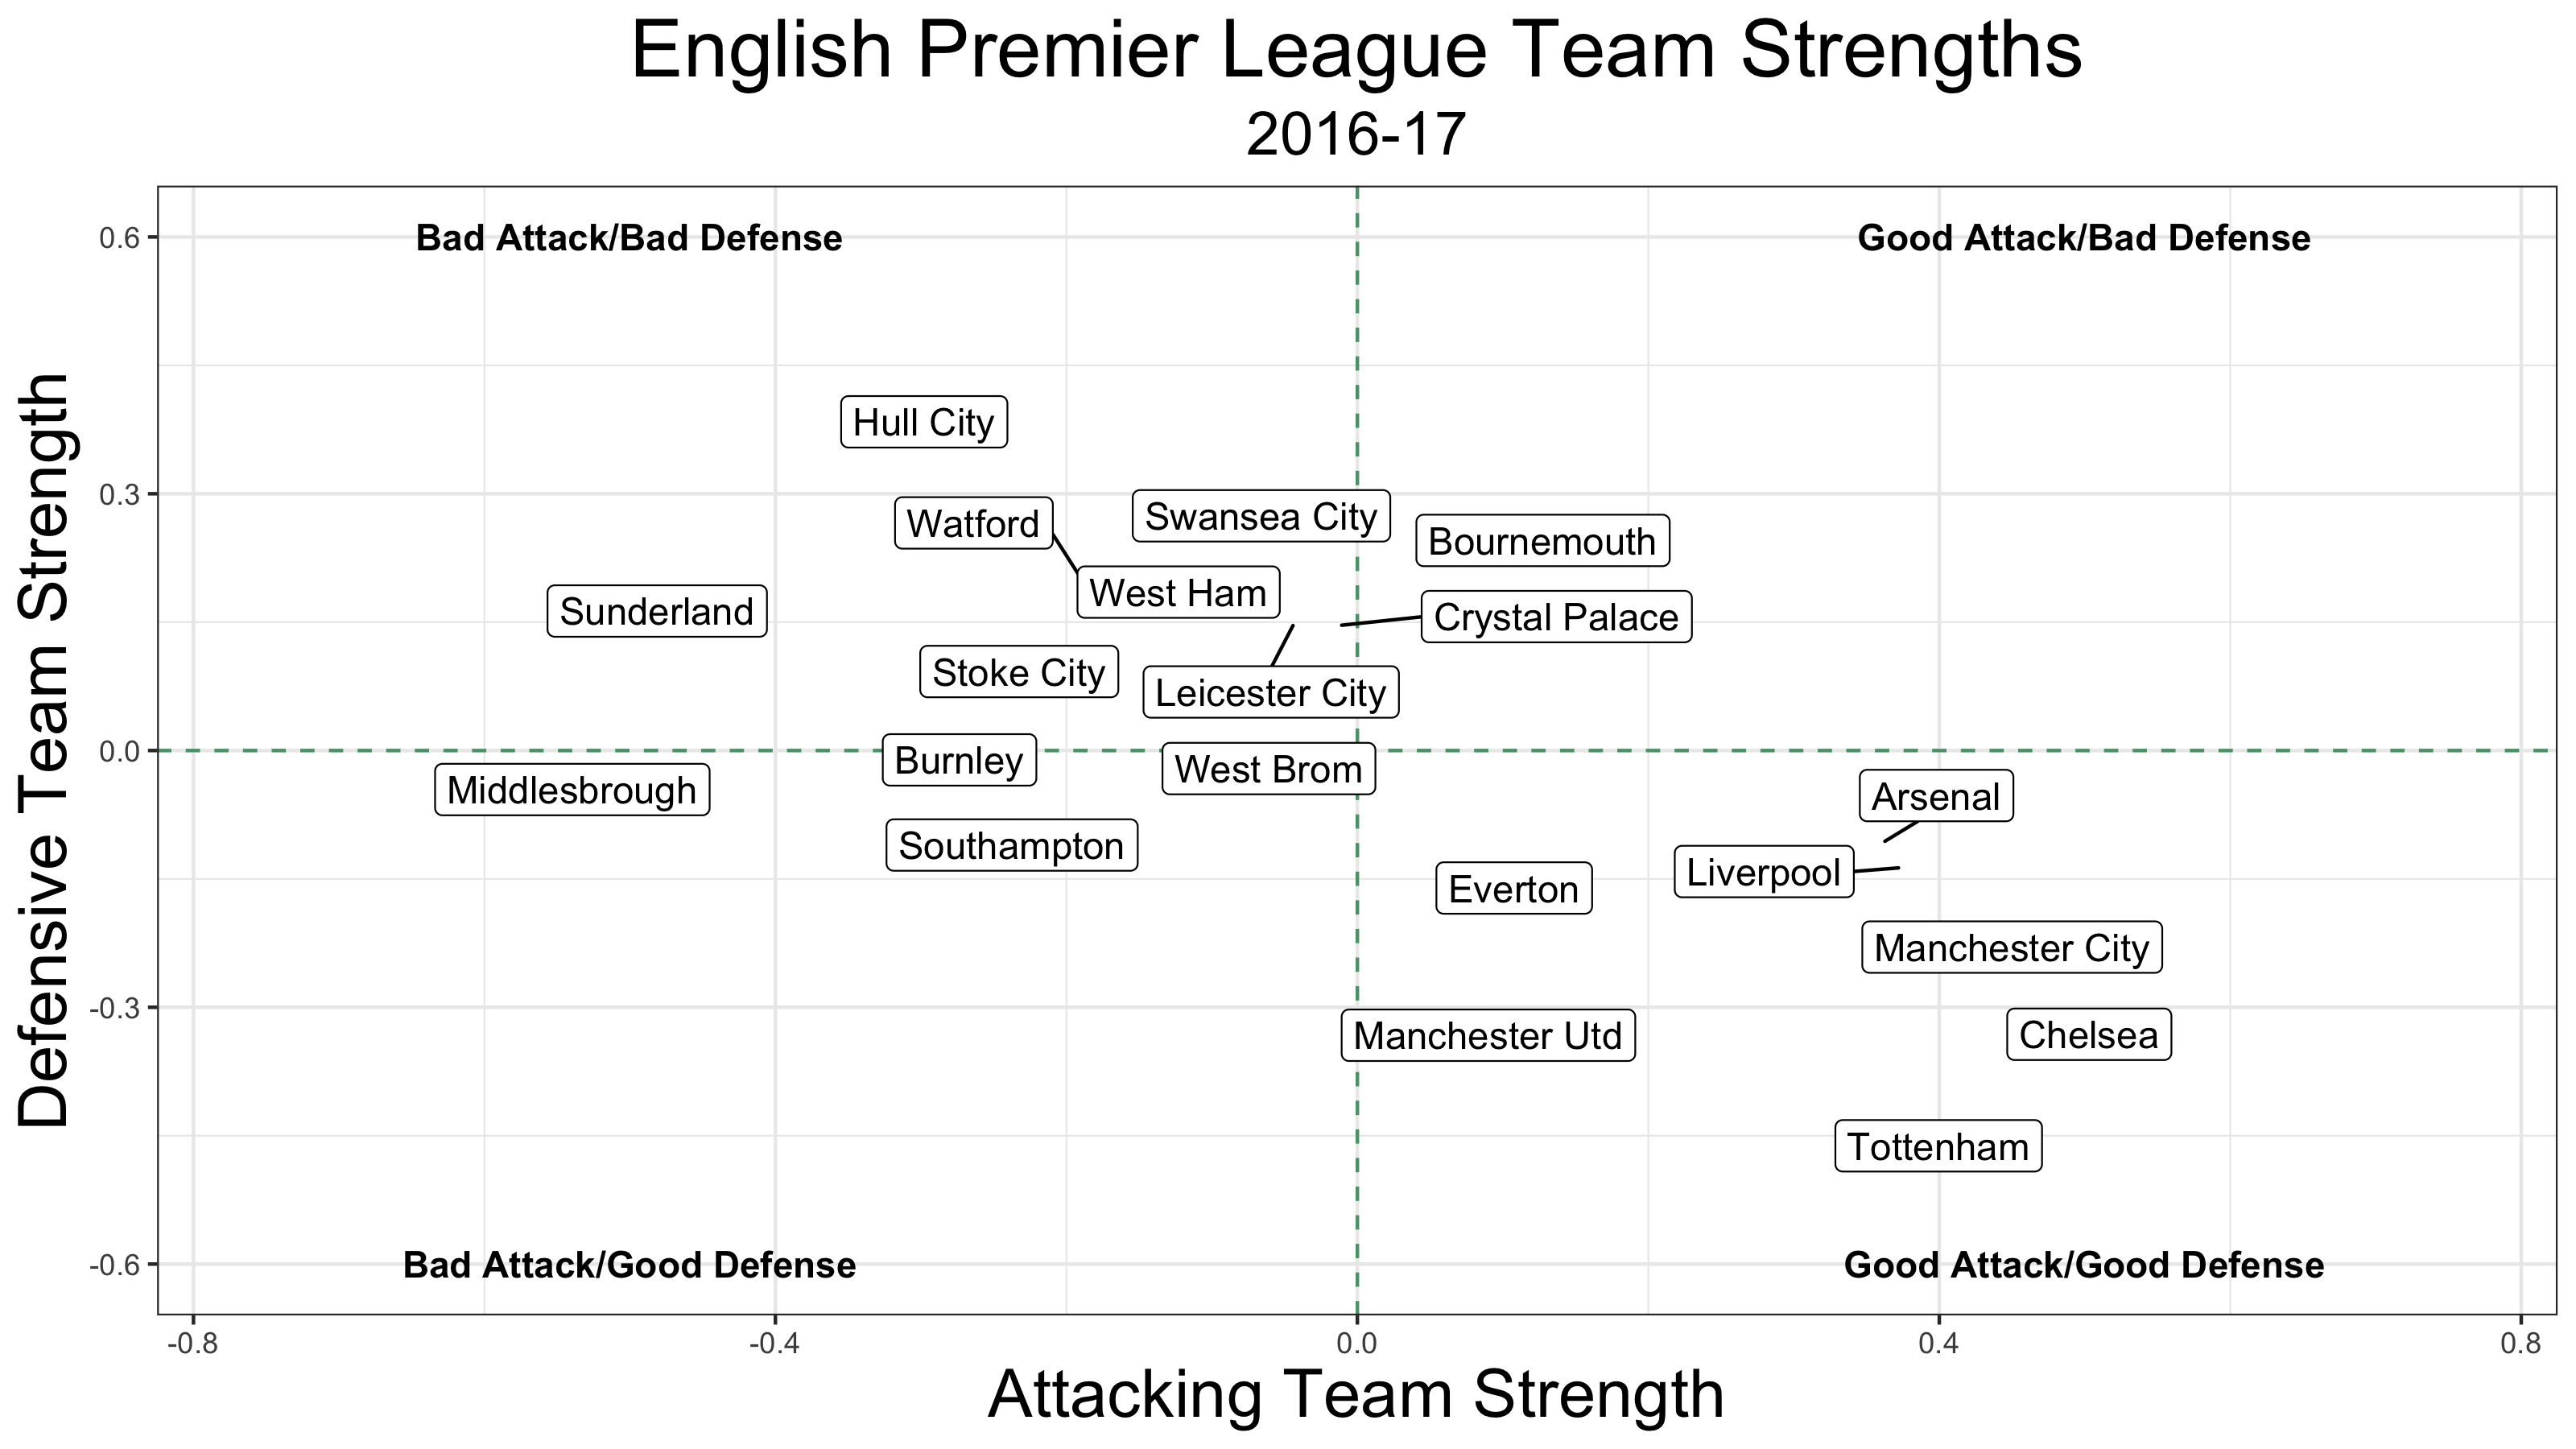 English Premier League Team Strengths
2016-17
Defensive Team Strength
0.6
0.3
0.0
-0.3
-0.6
Bad Attack/Bad Defense
Good Attack/Bad Defense
Hull City
Swansea City
Watford
Bournemouth
West Ham
Sunderland
Crystal Palace
Stoke City
Leicester City
Burnley
West Brom
Middlesbrough
Arsenal
Southampton
Liverpool
Everton
Manchester City
Manchester Utd
Chelsea
Tottenham
Bad Attack/Good Defense
Good Attack/Good Defense
-0.8
-0.4
0.0
0.4
0.8
Attacking Team Strength